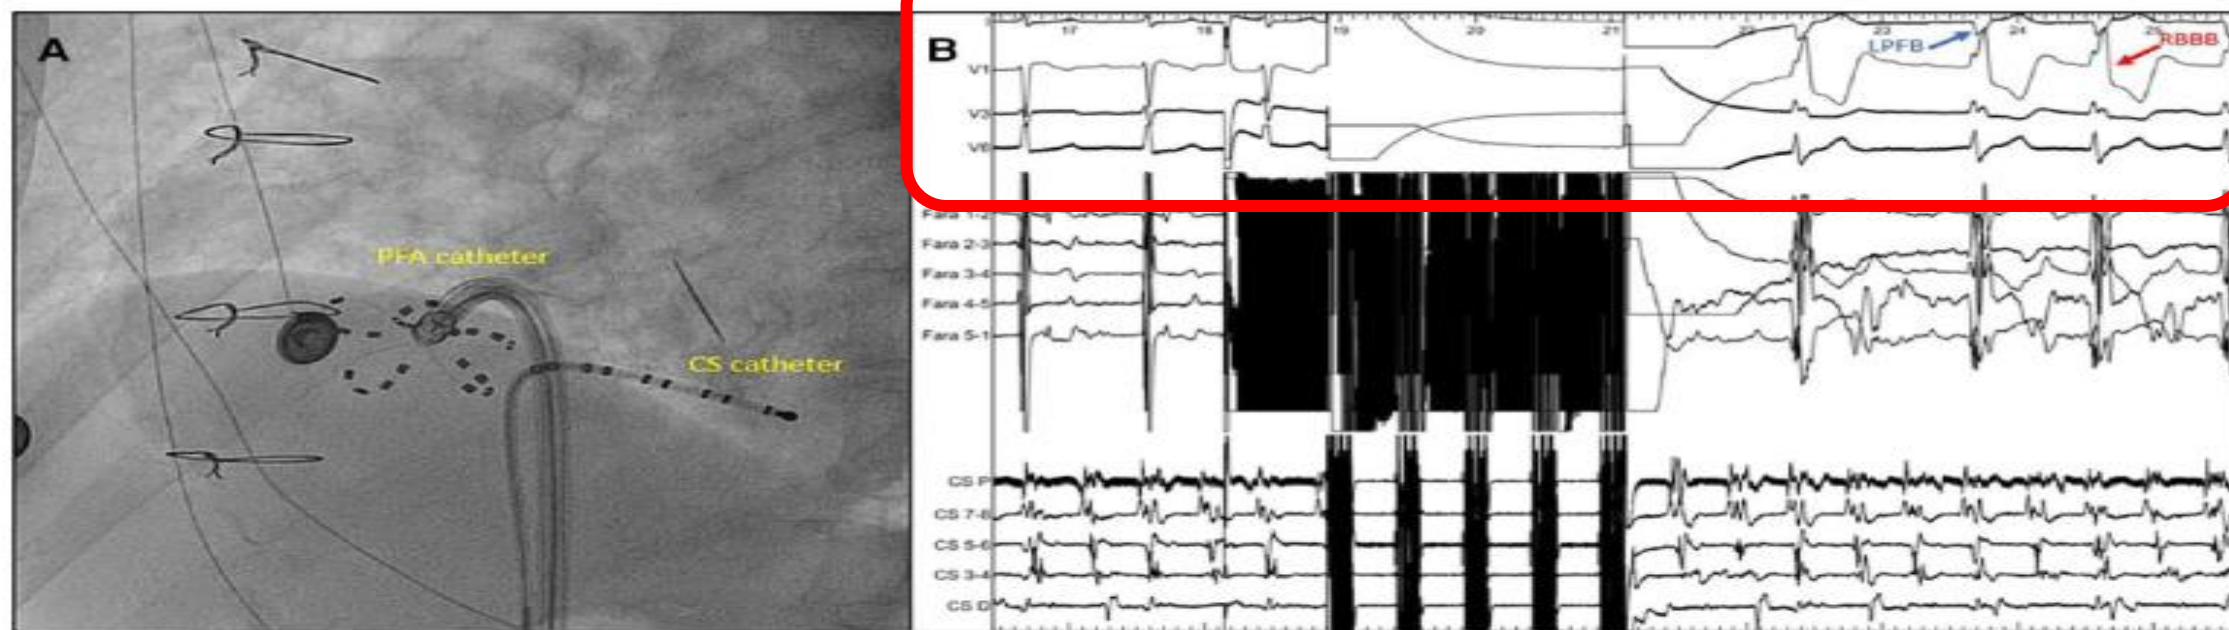 A
PFA catheter
CS catheter
B
17
18
19
20
21
22
23
24
25
LPFB
RBBB
V1
V6
Fara 1-2
Fara 2-3
Fara 3-4
Fara 4-5
Fara 5-1
CS P
CS 7-8
CS 5-6
CS 3-4
CS D